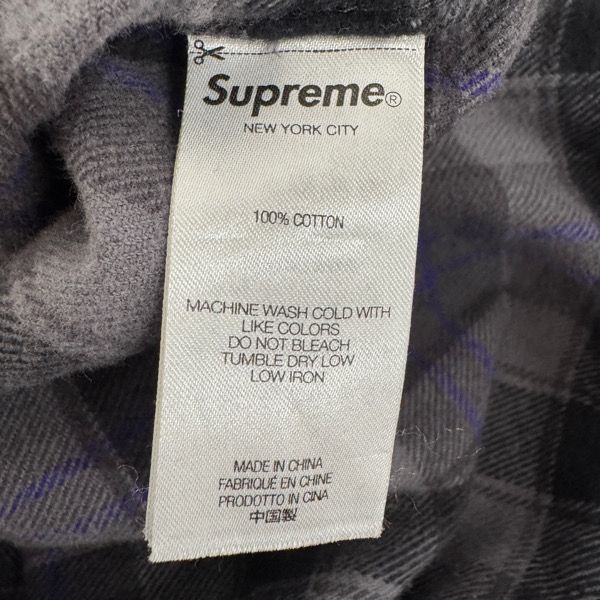 Supreme®
NEW YORK CITY
100% COTTON
MACHINE WASH COLD WITH
LIKE COLORS
DO NOT BLEACH
TUMBLE DRY LOW
LOW IRON
MADE IN CHINA
FABRIQUÉ EN CHINE
PRODOTTO IN CINA
中国製